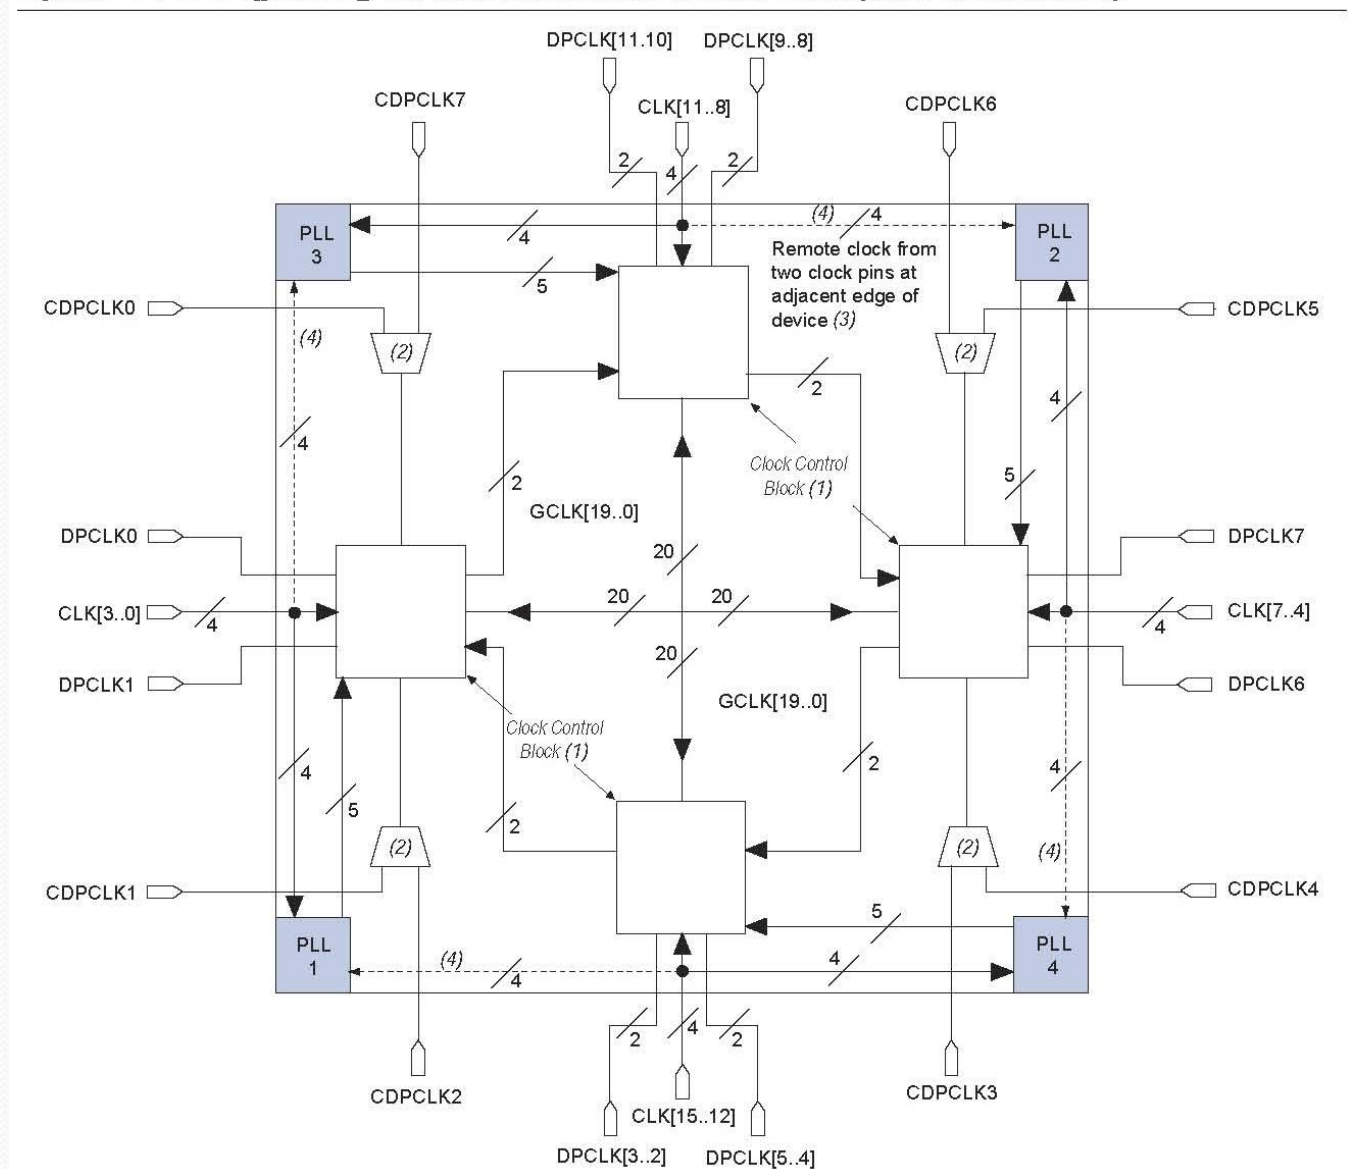 DPCLK[11.10] DPCLK[9..8]
CDPCLK7 CLK[11..8] CDPCLK6
2 4 2
PLL (4) 4 PLL
3 4 2
Remote clock from
two clock pins at
adjacent edge of
device (3)
5
CDPCLK0 CDPCLK5
(4) (2) (2)
2 4
4
Clock Control
Block (1)
2 5
GCLK[19..0]
DPCLK0 DPCLK7
20
20 20
CLK[3..0] 4 4 CLK[7..4]
20
DPCLK1 DPCLK6
GCLK[19..0]
Clock Control
Block (1)
4 2 4
5 2
(2) (2) (4)
CDPCLK1 CDPCLK4
5
PLL (4) 4 PLL
1 4 4
2 4 2
CDPCLK2 CDPCLK3
CLK[15..12]
DPCLK[3..2] DPCLK[5..4]